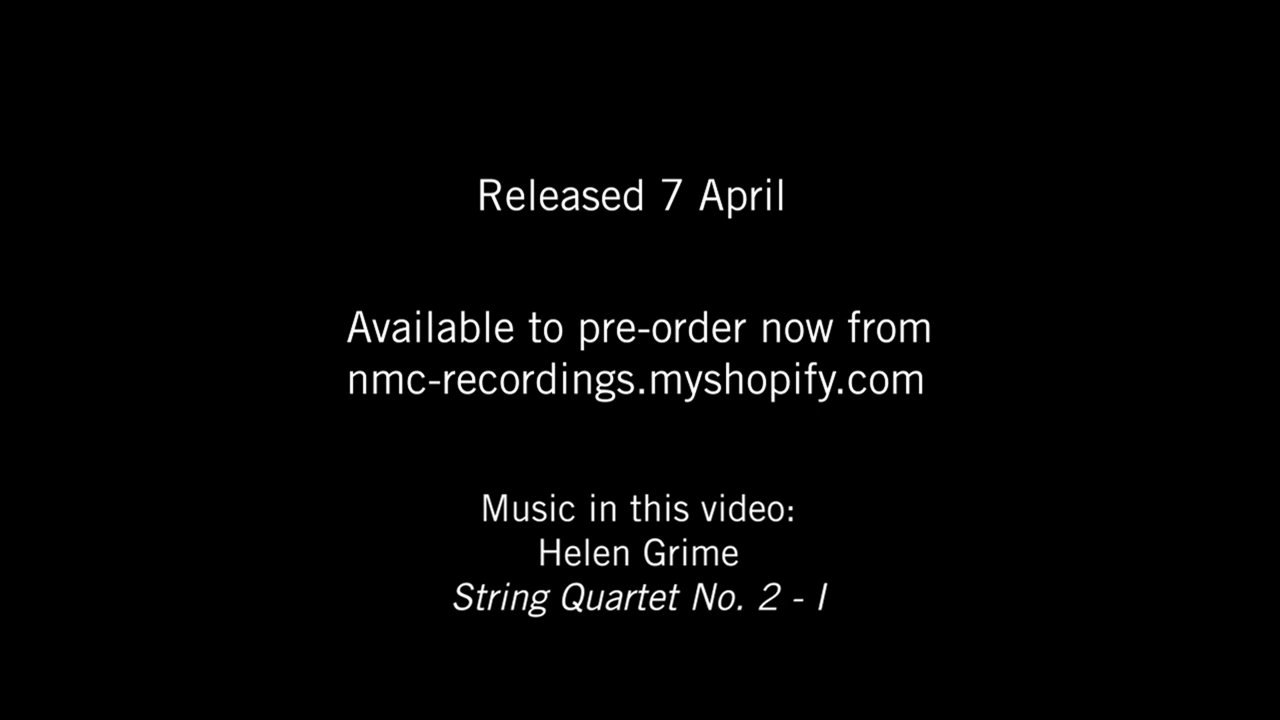 Released 7 April
Available to pre-order now from
nmc-recordings.myshopify.com
Music in this video:
Helen Grime
String Quartet No. 2 - I